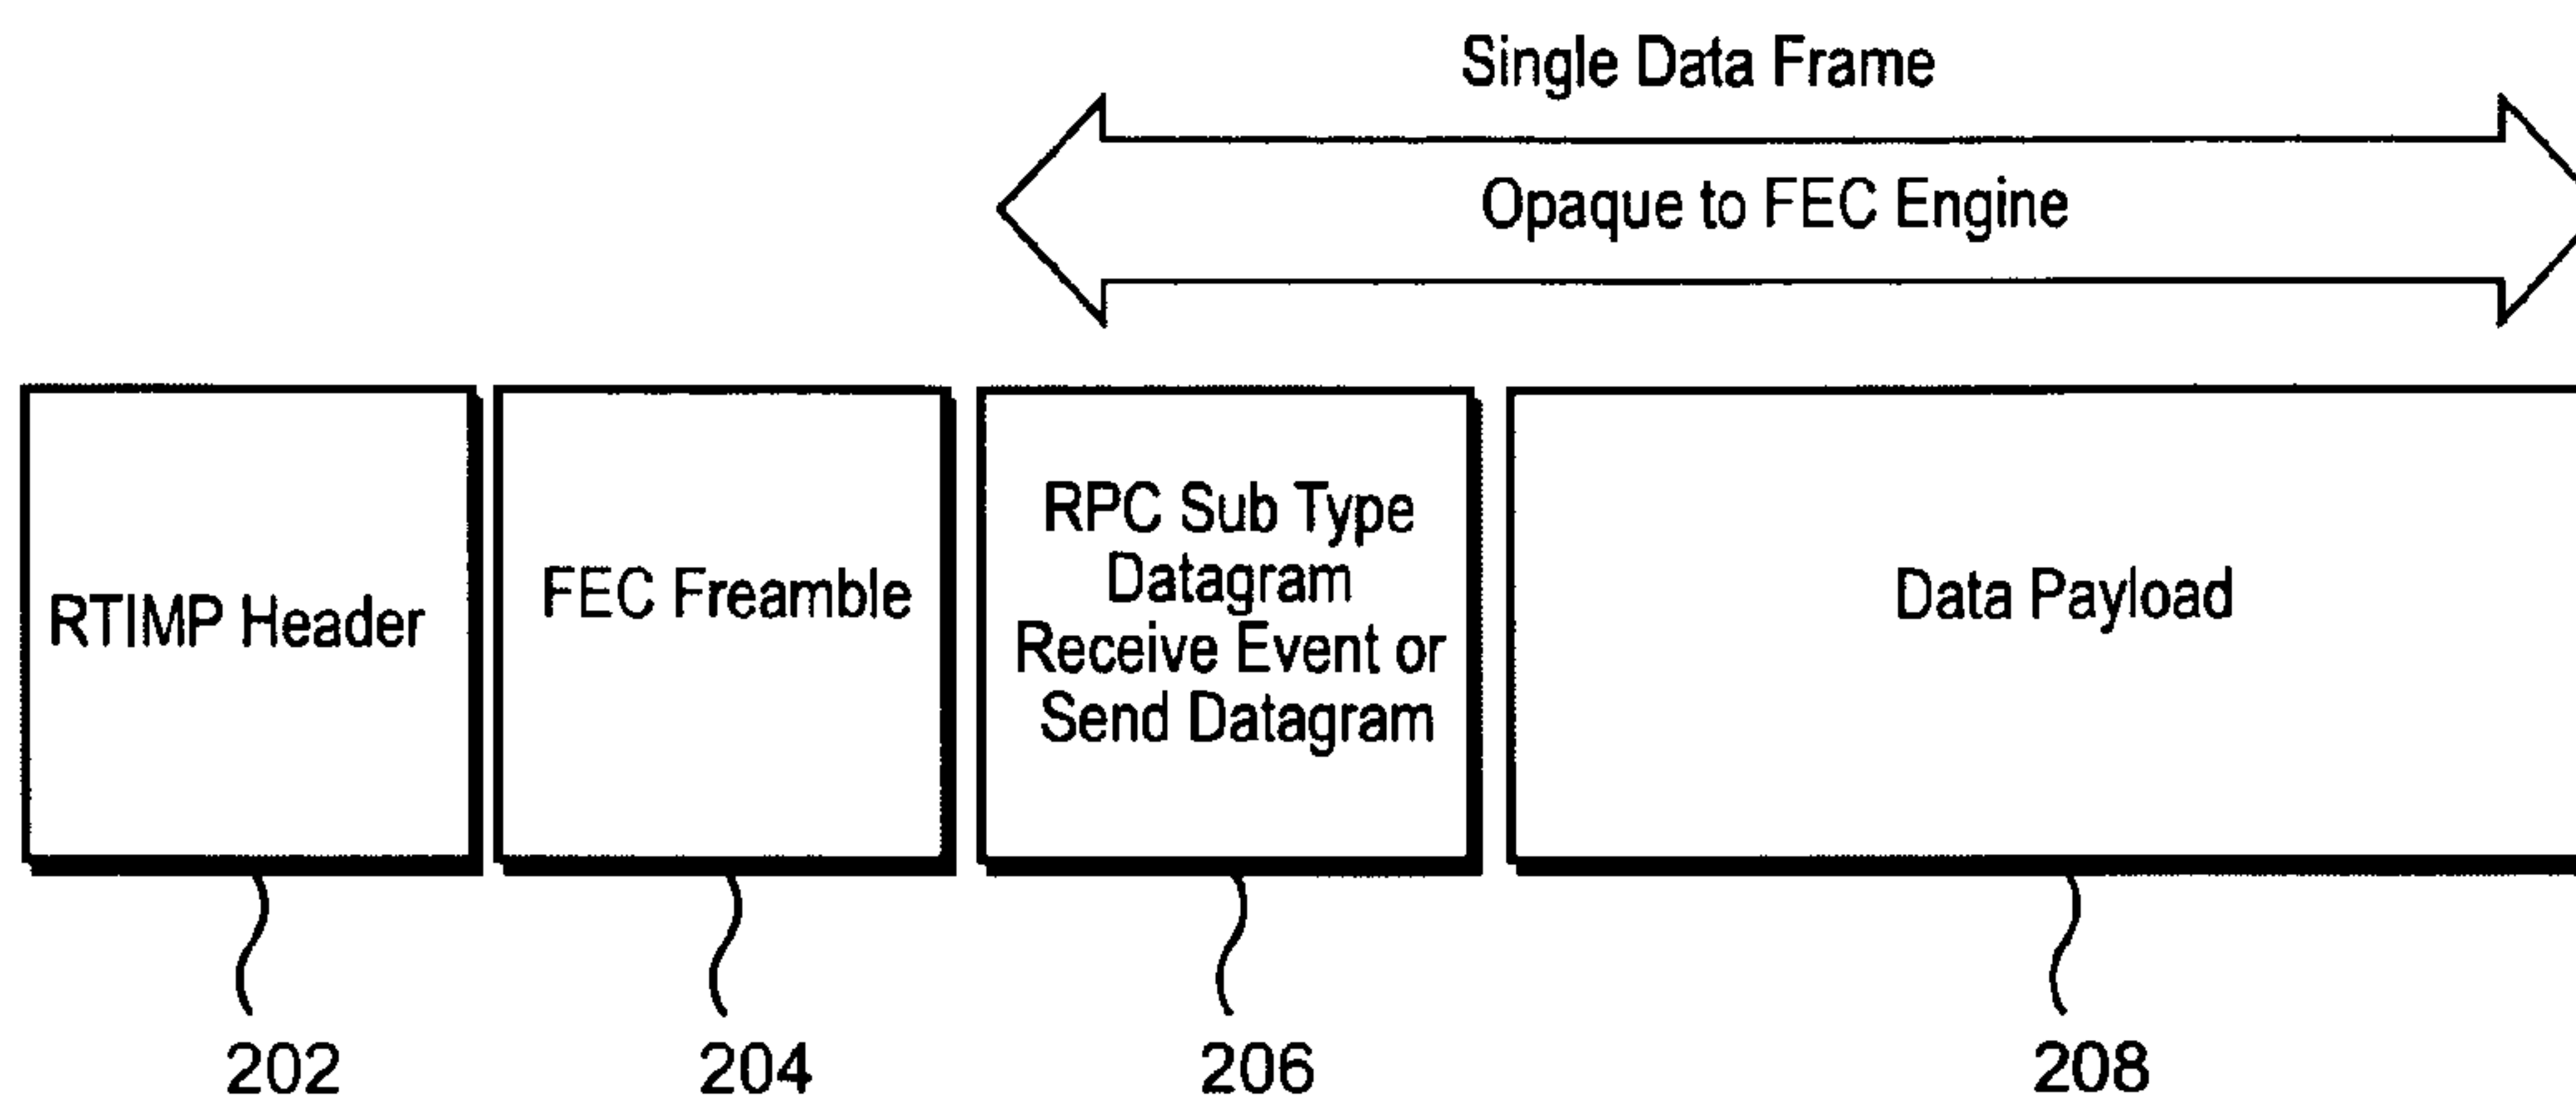 Single Data Frame
Opaque to FEC Engine
RTIMP Header
FEC Freamble
RPC Sub Type
Datagram
Receive Event or
Send Datagram
Data Payload
202
204
206
208